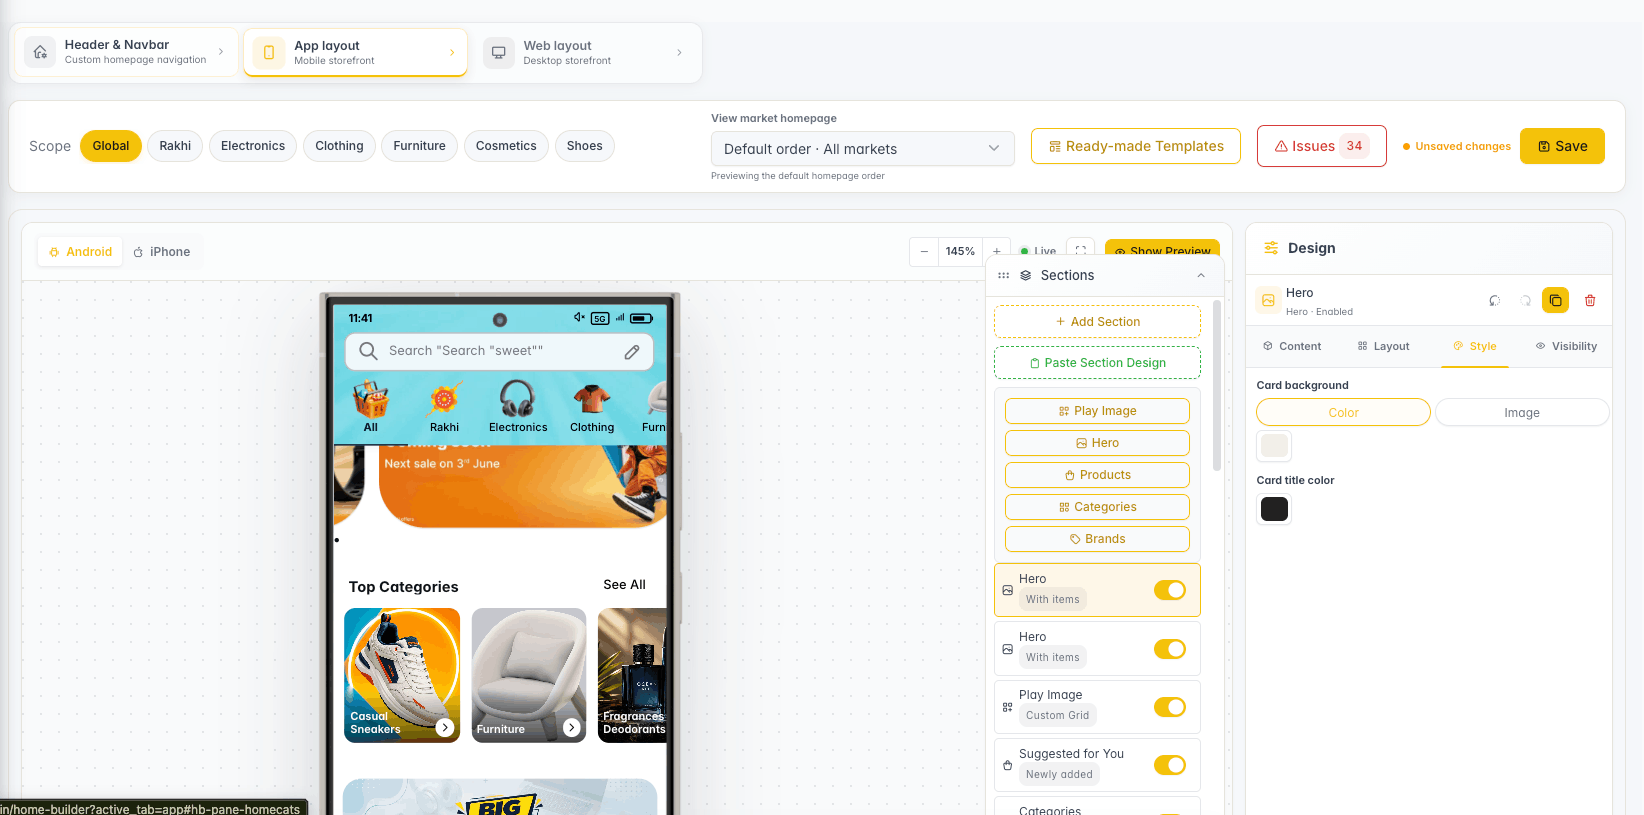 Header & Navbar
Custom homepage navigation
App layout
Mobile storefront
Web layout
Desktop storefront
Scope
Global
Rakhi
Electronics
Clothing
Furniture
Cosmetics
Shoes
View market homepage
Default order · All markets
Previewing the default homepage order
Ready-made Templates
Issues 34
Unsaved changes
Save
Android
iPhone
145%
Live
Show Preview
11:41
5G
Search "Search "sweet""
All
Rakhi
Electronics
Clothing
Furn
Next sale on 3rd June
Top Categories
See All
Casual
Sneakers
Furniture
Fragrances
Deodorants
BIG
Sections
+ Add Section
Paste Section Design
Play Image
Hero
Products
Categories
Brands
Hero
With items
Hero
With items
Play Image
Custom Grid
Suggested for You
Newly added
Categories
Design
Hero
Hero · Enabled
Content
Layout
Style
Visibility
Card background
Color
Image
Card title color
in/home-builder?active_tab=app#hb-pane-homecats